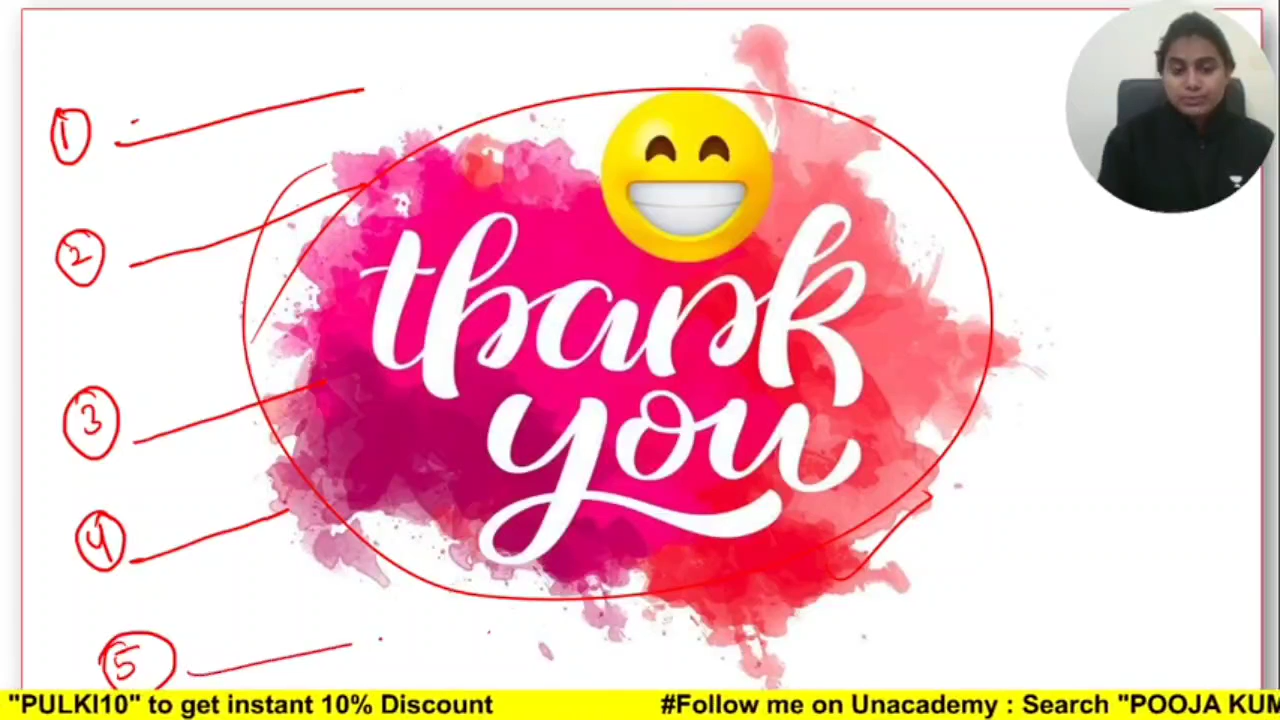 1
2
thank
you
3
4
5
"PULKI10" to get instant 10% Discount #Follow me on Unacademy : Search "POOJA KUM